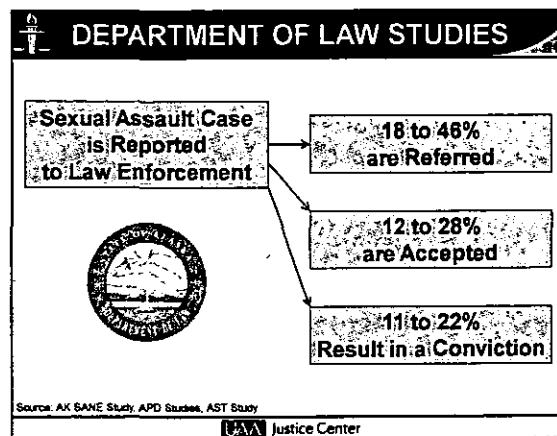 DEPARTMENT OF LAW STUDIES
Sexual Assault Case
is Reported
to Law Enforcement
18 to 46%
are Referred
12 to 28%
are Accepted
11 to 22%
Result in a Conviction
Source: AK SANE Study, APD Studies, AST Study
UAA Justice Center